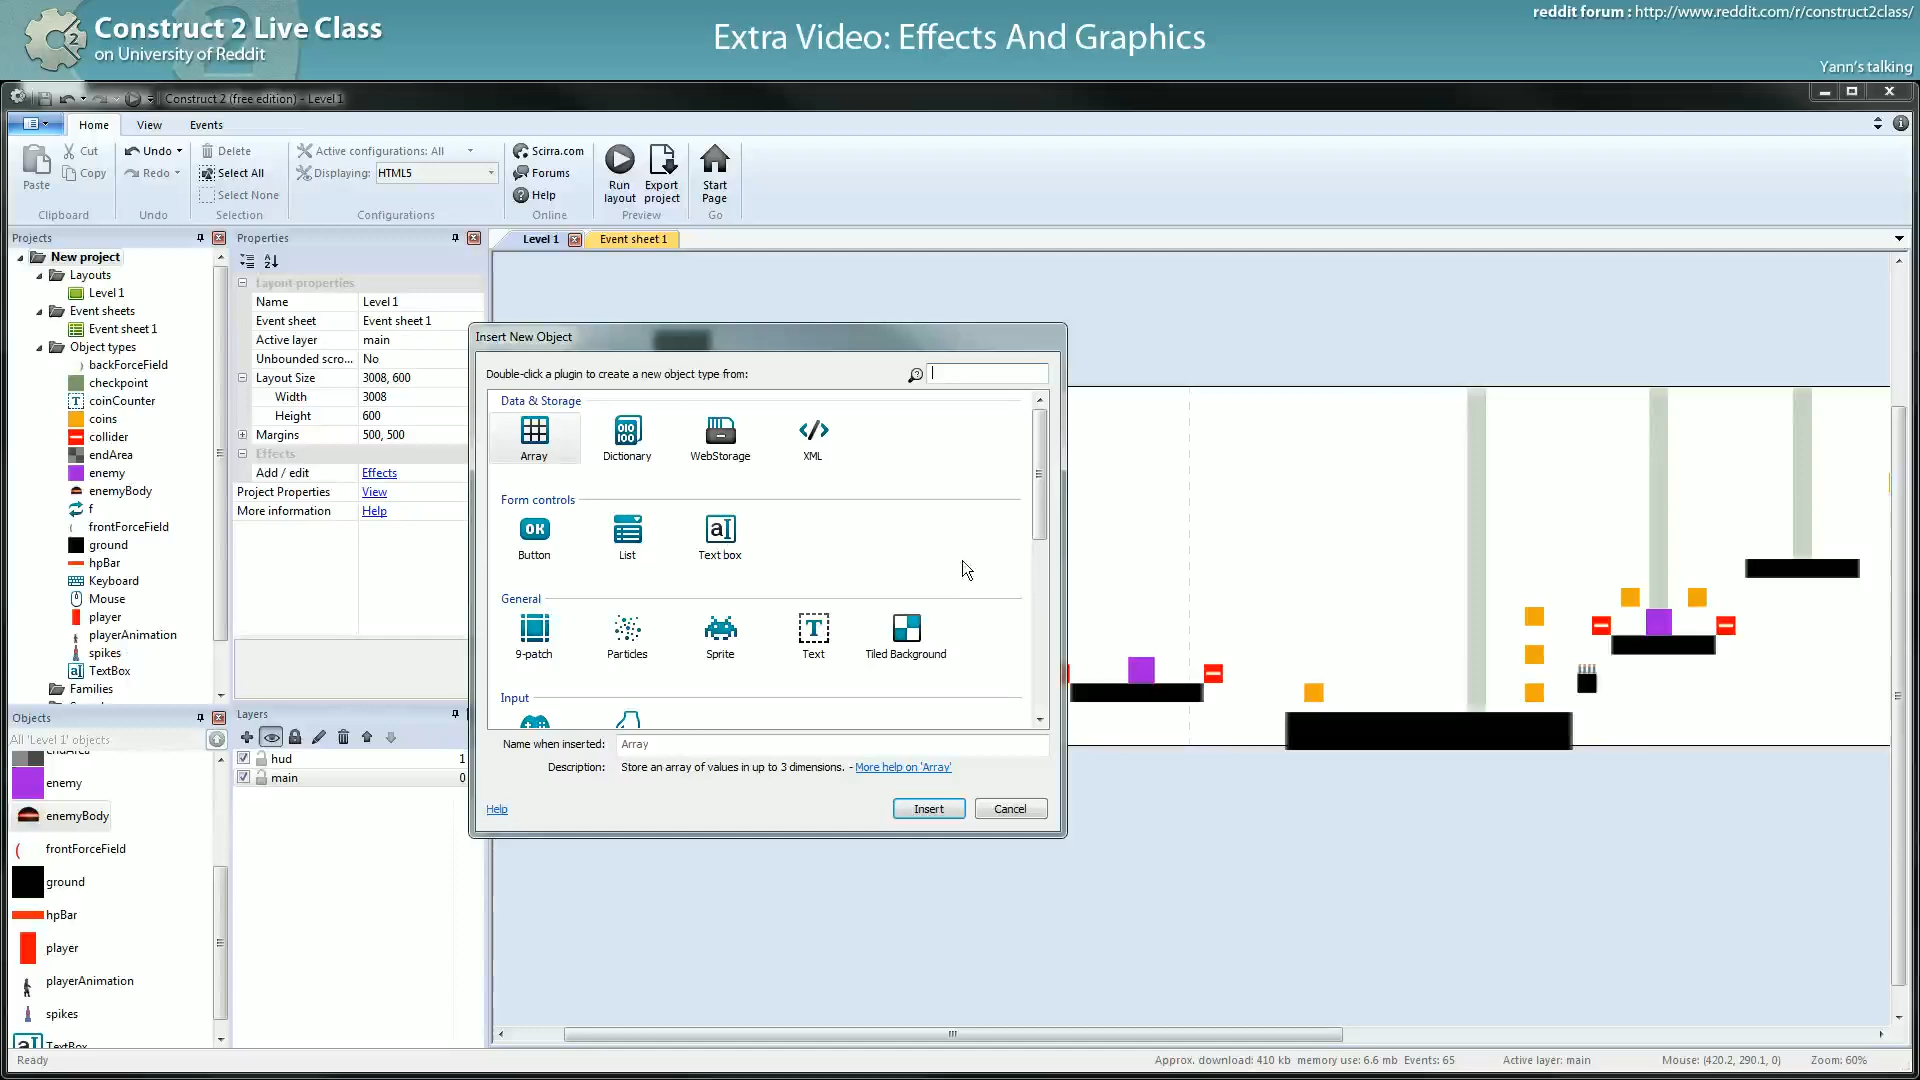 Construct 2 Live Class
on University of Reddit
Extra Video: Effects And Graphics
reddit forum : http://www.reddit.com/r/construct2class/
Yann's talking
Construct 2 (free edition) - Level 1
Home
View
Events
Paste
Cut
Copy
Clipboard
Undo
Redo
Undo
Delete
Select All
Select None
Selection
Active configurations: All
Displaying: HTML5
Configurations
Scirra.com
Forums
Help
Online
Run layout
Export project
Preview
Start Page
Go
Projects
New project
Layouts
Level 1
Event sheets
Event sheet 1
Object types
backForceField
checkpoint
coinCounter
coins
collider
endArea
enemy
enemyBody
f
frontForceField
ground
hpBar
Keyboard
Mouse
player
playerAnimation
spikes
TextBox
Families
Properties
Layout properties
Name Level 1
Event sheet Event sheet 1
Active layer main
Unbounded scro... No
Layout Size 3008, 600
Width 3008
Height 600
Margins 500, 500
Effects
Add / edit Effects
Project Properties View
More information Help
Level 1
Event sheet 1
Insert New Object
Double-click a plugin to create a new object type from:
Data & Storage
Array
Dictionary
WebStorage
XML
Form controls
Button
List
Text box
General
9-patch
Particles
Sprite
Text
Tiled Background
Input
Name when inserted: Array
Description: Store an array of values in up to 3 dimensions. - More help on 'Array'
Help
Insert
Cancel
Objects
All 'Level 1' objects
endArea
enemy
enemyBody
frontForceField
ground
hpBar
player
playerAnimation
spikes
TextBox
Layers
hud 1
main 0
Ready
Approx. download: 410 kb memory use: 6.6 mb Events: 65
Active layer: main
Mouse: (420.2, 290.1, 0)
Zoom: 60%